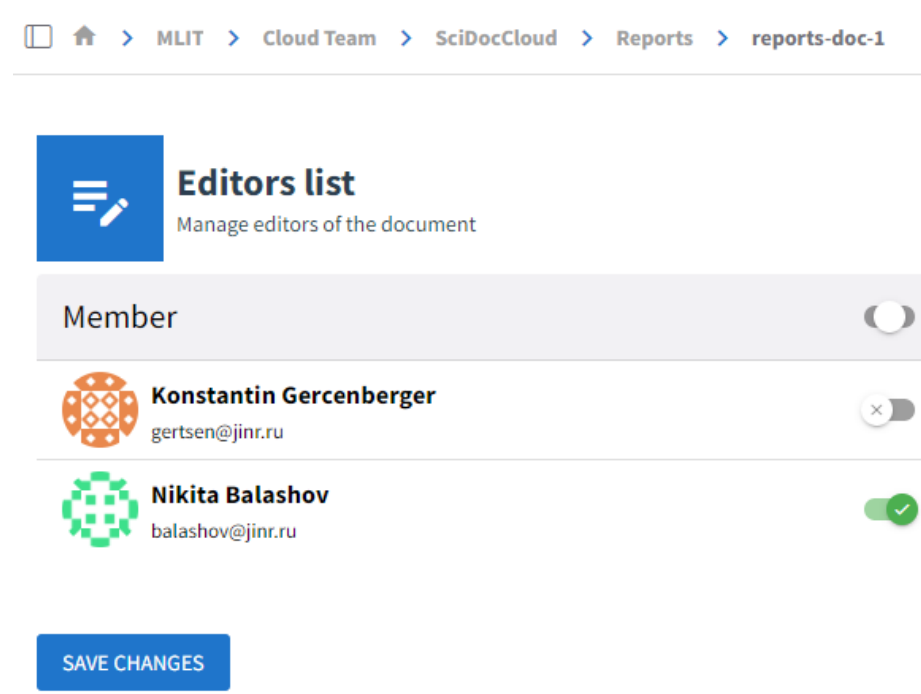 MLIT > Cloud Team > SciDocCloud > Reports > reports-doc-1
Editors list
Manage editors of the document
Member
Konstantin Gercenberger
gertsen@jinr.ru
Nikita Balashov
balashov@jinr.ru
SAVE CHANGES